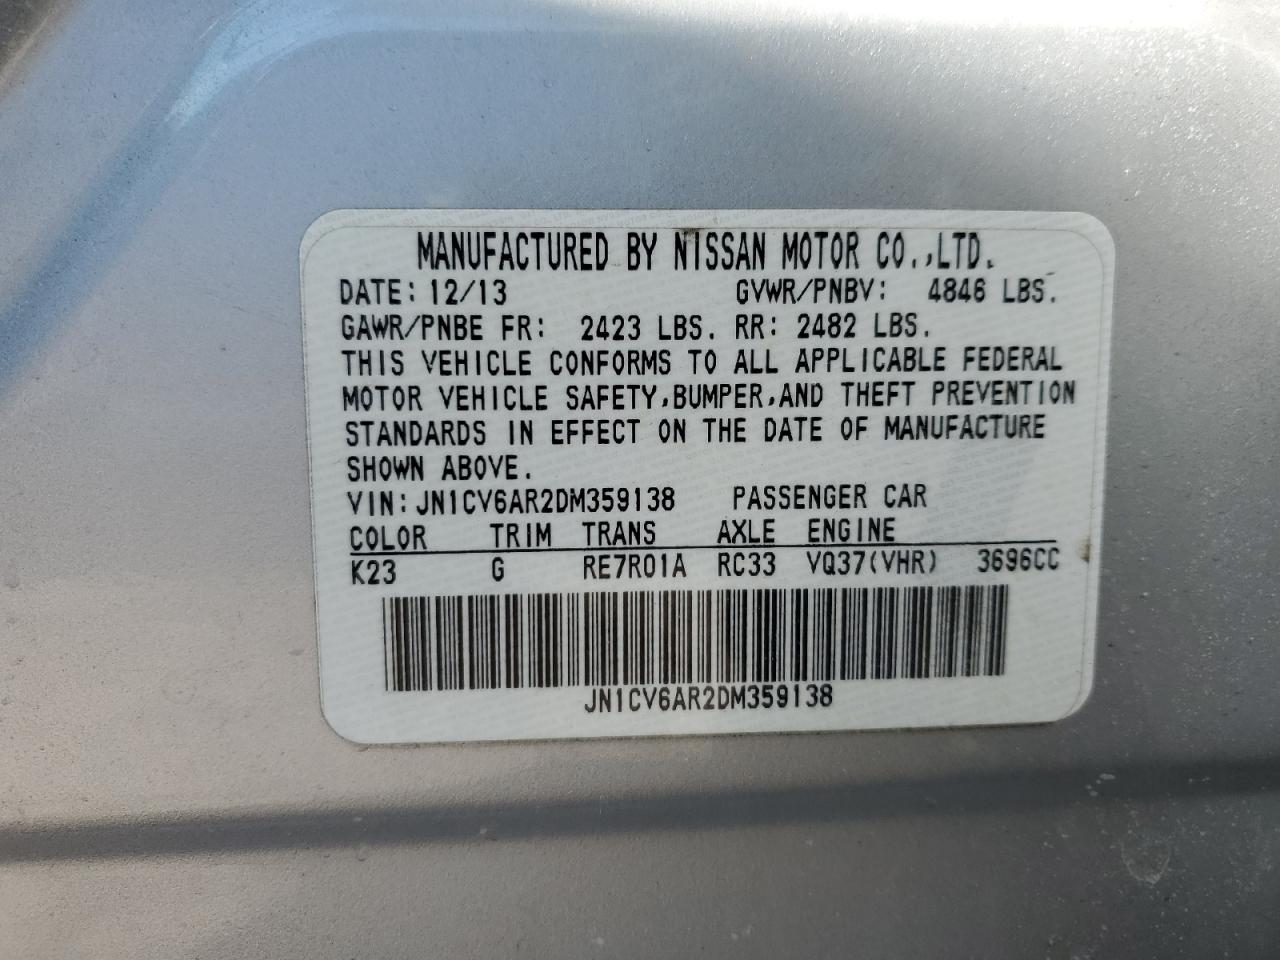 MANUFACTURED BY NISSAN MOTOR CO.,LTD.
DATE: 12/13 GVWR/PNBV: 4846 LBS.
GAWR/PNBE FR: 2423 LBS. RR: 2482 LBS.
THIS VEHICLE CONFORMS TO ALL APPLICABLE FEDERAL
MOTOR VEHICLE SAFETY,BUMPER,AND THEFT PREVENTION
STANDARDS IN EFFECT ON THE DATE OF MANUFACTURE
SHOWN ABOVE.
VIN:JN1CV6AR2DM359138 PASSENGER CAR
COLOR TRIM TRANS AXLE ENGINE
K23 G RE7R01A RC33 VQ37(VHR) 3696CC
JN1CV6AR2DM359138